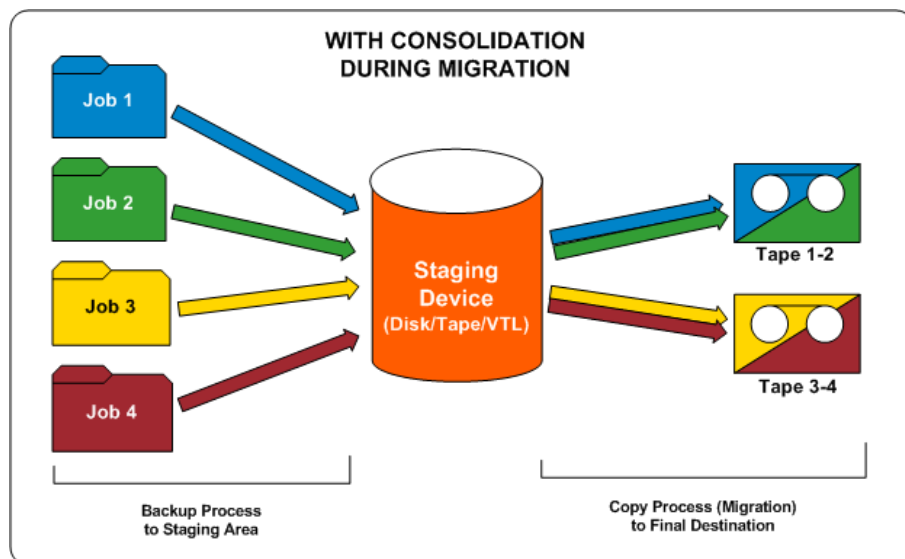 WITH CONSOLIDATION
DURING MIGRATION
Job 1
Job 2
Job 3
Job 4
Staging
Device
(Disk/Tape/VTL)
Tape 1-2
Tape 3-4
Backup Process
to Staging Area
Copy Process (Migration)
to Final Destination